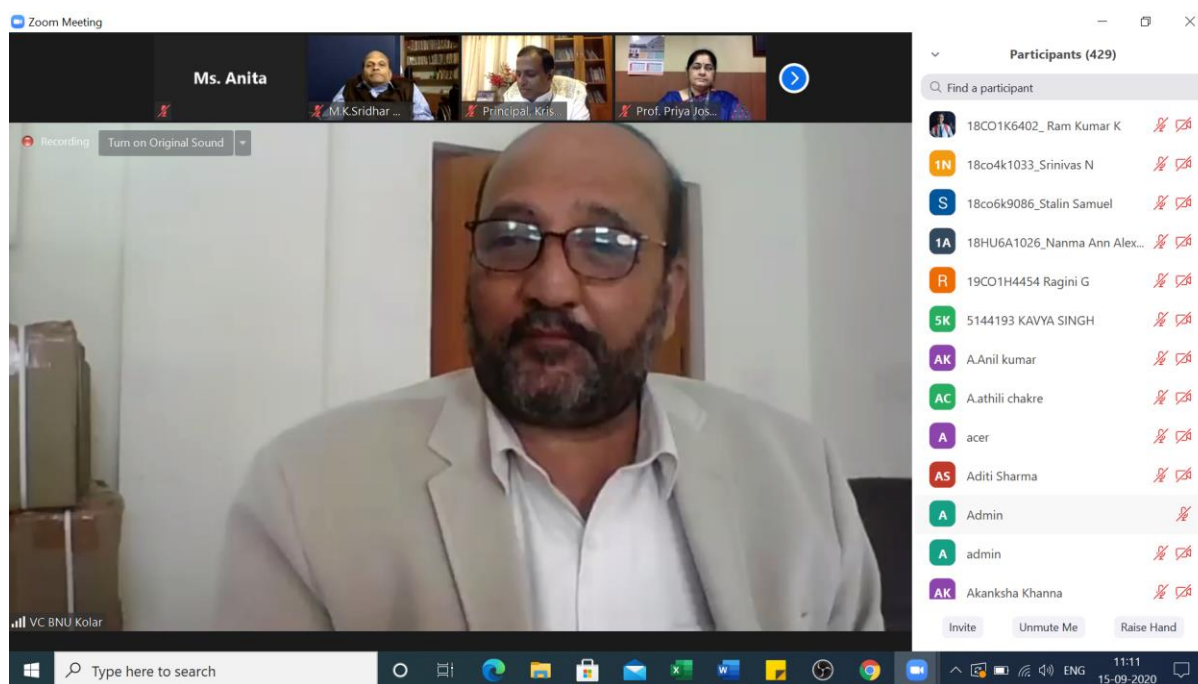 Zoom Meeting
Ms. Anita
M.K.Sridhar ...
Principal, Kris...
Prof. Priya Jos...
Recording
Turn on Original Sound
VC BNU Kolar
Participants (429)
Find a participant
18CO1K6402_ Ram Kumar K
1N 18co4k1033_Srinivas N
S 18co6k9086_Stalin Samuel
1A 18HU6A1026_Nanma Ann Alex...
R 19CO1H4454 Ragini G
5K 5144193 KAVYA SINGH
AK A.Anil kumar
AC A.athili chakre
A acer
AS Aditi Sharma
A Admin
A admin
AK Akanksha Khanna
Invite Unmute Me Raise Hand
Type here to search
ENG
11:11
15-09-2020